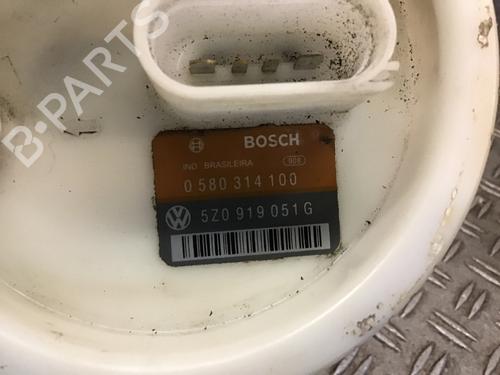 B-PARTS
BOSCH
IND. BRASILEIRA 908
0 580 314 100
5Z0 919 051 G